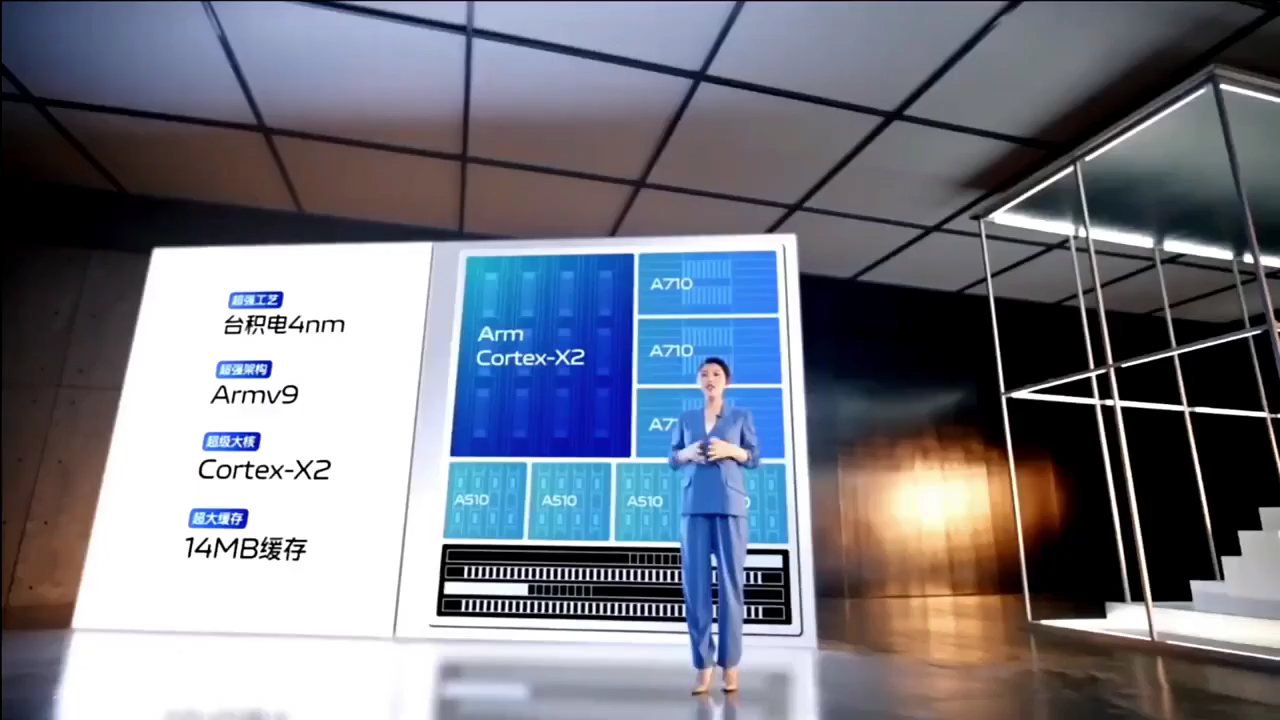 超强工艺
台积电4nm
超强架构
Armv9
超级大核
Cortex-X2
超大缓存
14MB缓存
Arm
Cortex-X2
A710
A710
A510
A510
A510